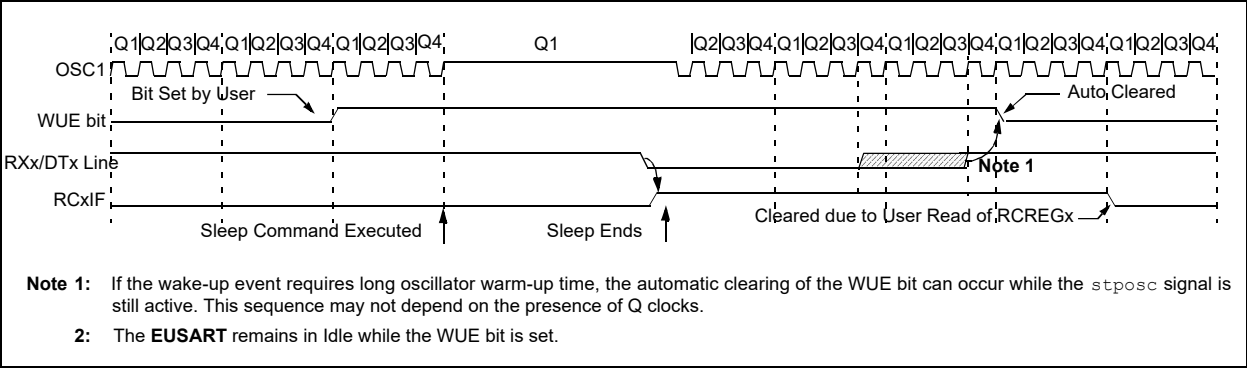 Q1 Q2 Q3 Q4 Q1 Q2 Q3 Q4 Q1 Q2 Q3 Q4 Q1 Q2 Q3 Q4 Q1 Q2 Q3 Q4 Q1 Q2 Q3 Q4 Q1 Q2 Q3 Q4 Q1 Q2 Q3 Q4
OSC1
Bit Set by User
Auto Cleared
WUE bit
RXx/DTx Line
Note 1
RCxIF
Cleared due to User Read of RCREGx
Sleep Command Executed
Sleep Ends
Note 1: If the wake-up event requires long oscillator warm-up time, the automatic clearing of the WUE bit can occur while the stposc signal is
still active. This sequence may not depend on the presence of Q clocks.
2: The EUSART remains in Idle while the WUE bit is set.